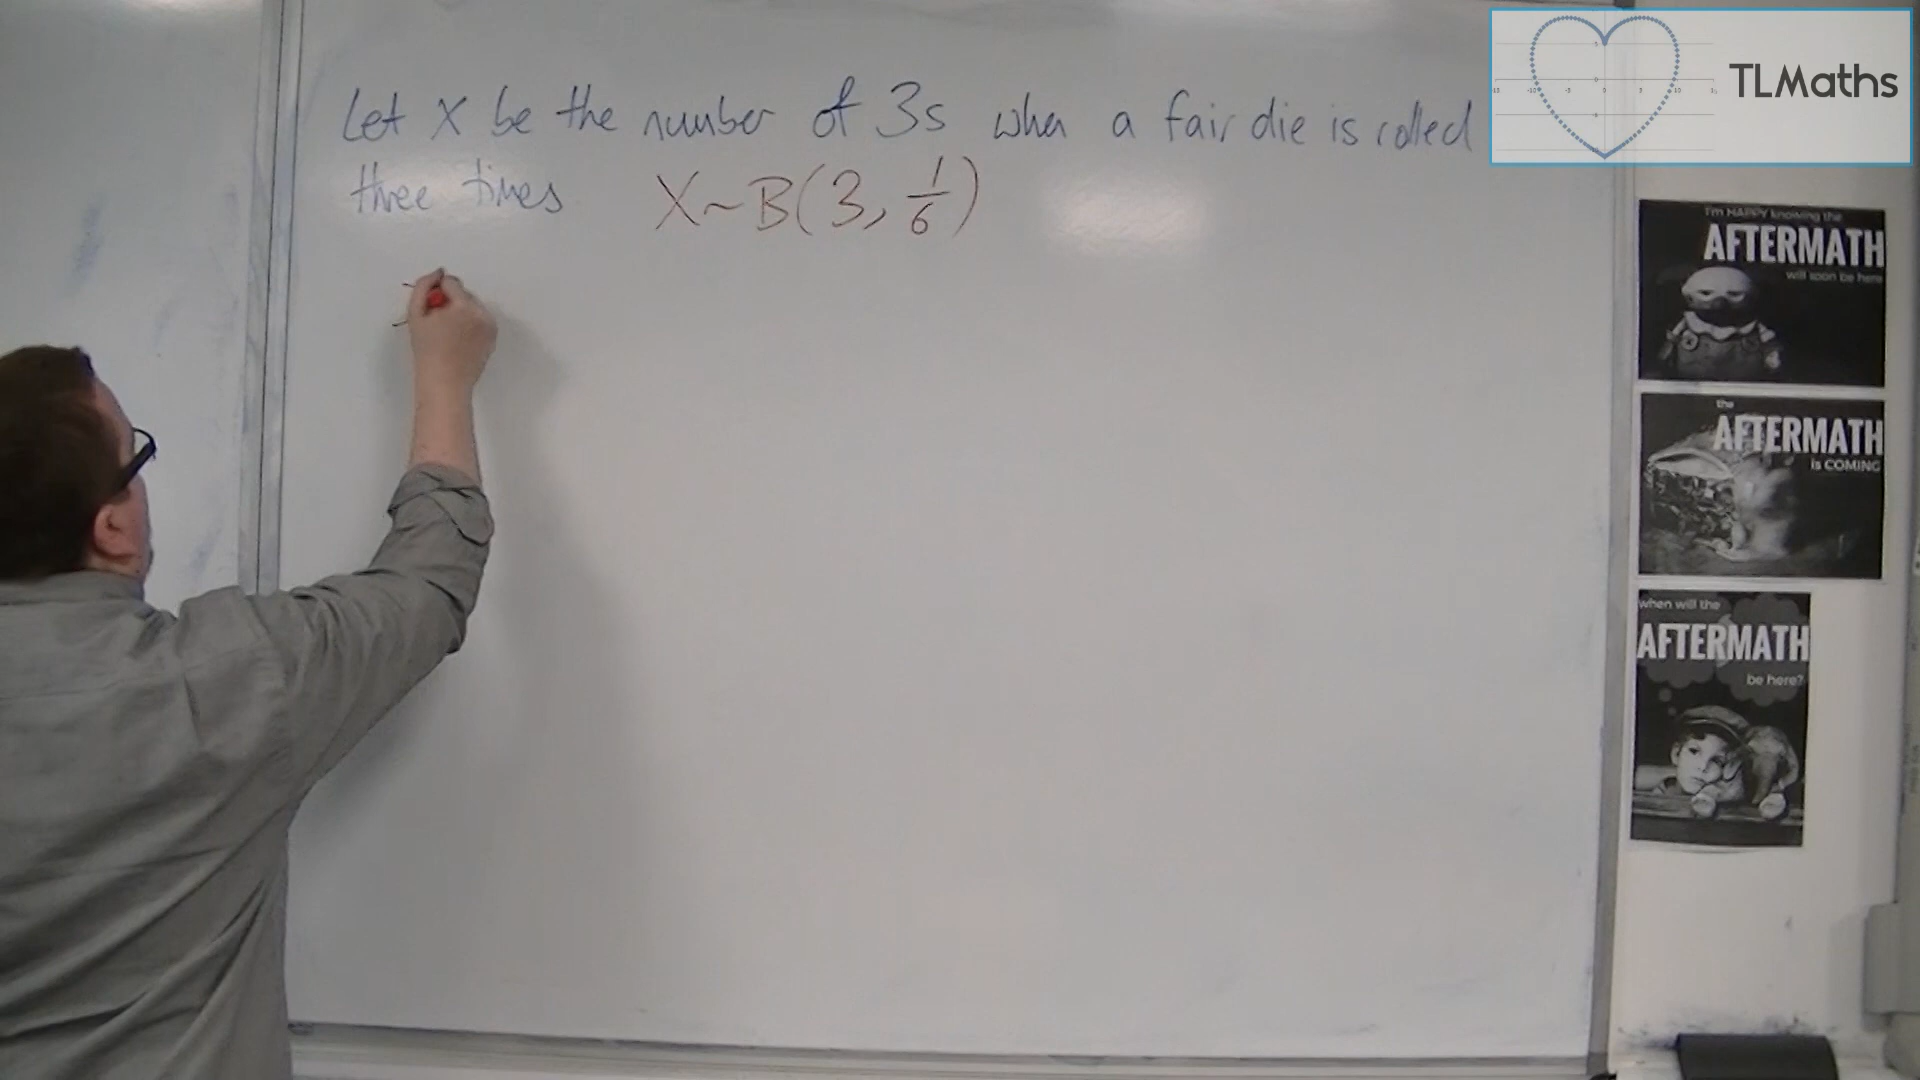 Let X be the number of 3s when a fair die is rolled
three times X~B(3, 1/6)
TLMaths
I'm HAPPY knowing the
AFTERMATH
will soon be here
the
AFTERMATH
is COMING
when will the
AFTERMATH
be here?